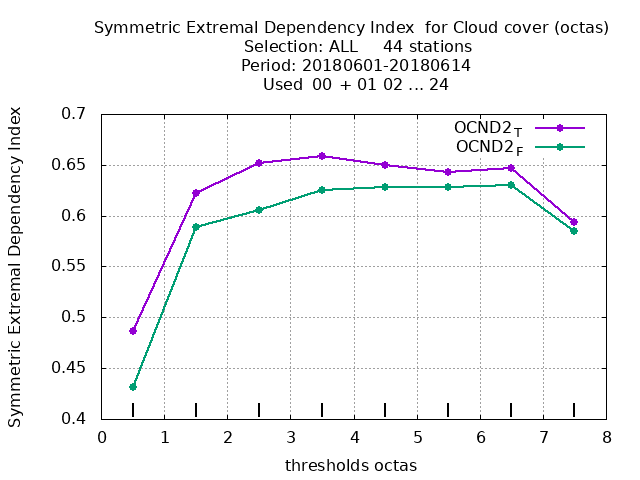 Symmetric Extremal Dependency Index  for Cloud cover (octas)
Selection: ALL     44 stations
Period: 20180601-20180614
Used  00 + 01 02 ... 24
Symmetric Extremal Dependency Index
0.7
0.65
0.6
0.55
0.5
0.45
0.4
OCND2_T
OCND2_F
0 1 2 3 4 5 6 7 8
thresholds octas